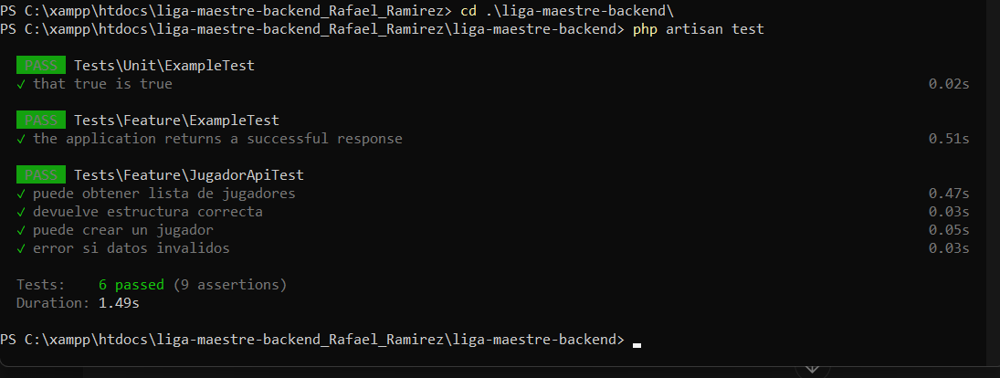 PS C:\xampp\htdocs\liga-maestre-backend_Rafael_Ramirez> cd .\liga-maestre-backend\
PS C:\xampp\htdocs\liga-maestre-backend_Rafael_Ramirez\liga-maestre-backend> php artisan test
PASS Tests\Unit\ExampleTest
✓ that true is true 0.02s
PASS Tests\Feature\ExampleTest
✓ the application returns a successful response 0.51s
PASS Tests\Feature\JugadorApiTest
✓ puede obtener lista de jugadores 0.47s
✓ devuelve estructura correcta 0.03s
✓ puede crear un jugador 0.05s
✓ error si datos invalidos 0.03s
Tests: 6 passed (9 assertions)
Duration: 1.49s
PS C:\xampp\htdocs\liga-maestre-backend_Rafael_Ramirez\liga-maestre-backend>